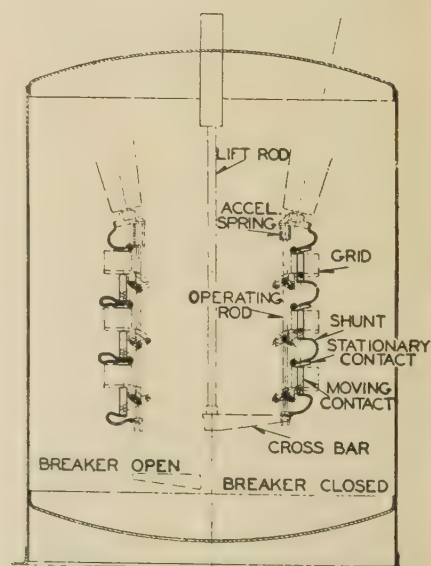 LIFT ROD
ACCEL
SPRING
GRID
OPERATING
ROD
SHUNT
STATIONARY
CONTACT
MOVING
CONTACT
CROSS BAR
BREAKER OPEN
BREAKER CLOSED